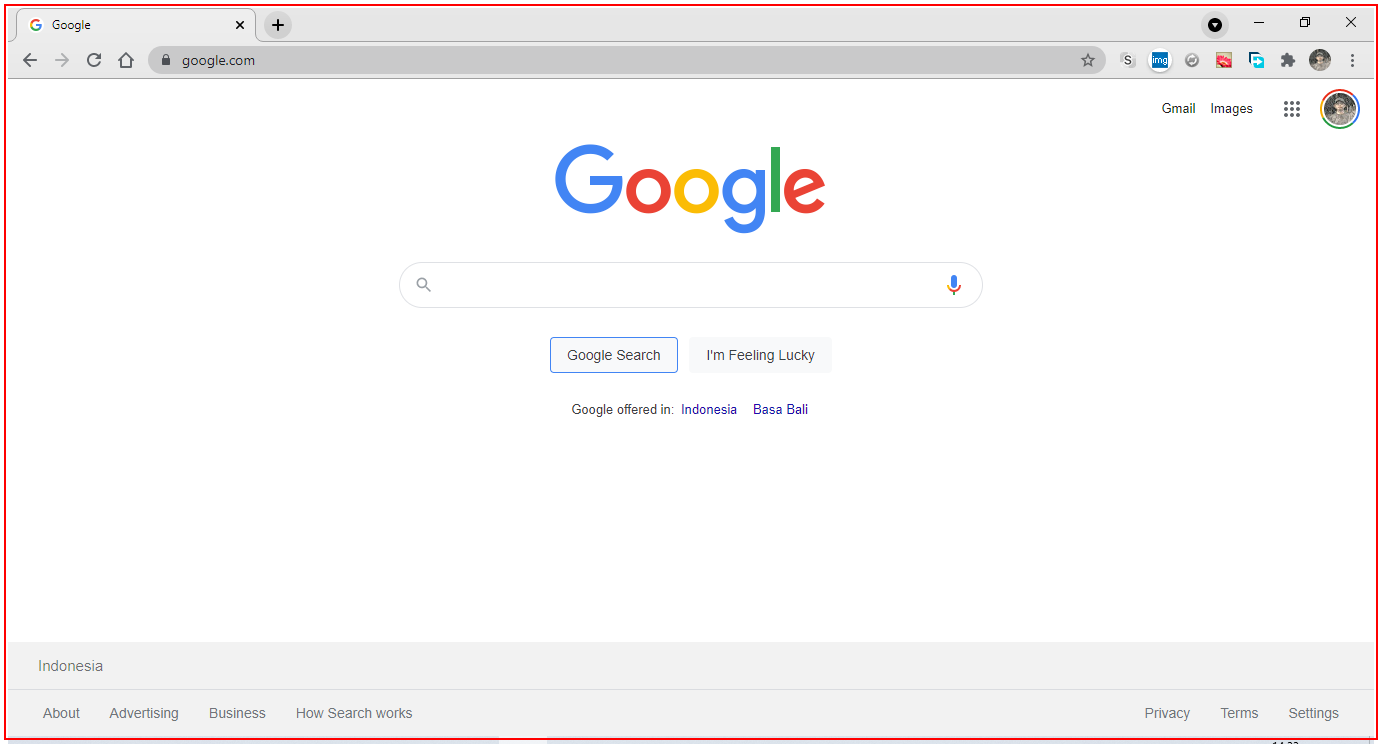 Google
google.com
S
img
Gmail Images
Google
Google Search I'm Feeling Lucky
Google offered in: Indonesia Basa Bali
Indonesia
About Advertising Business How Search works Privacy Terms Settings